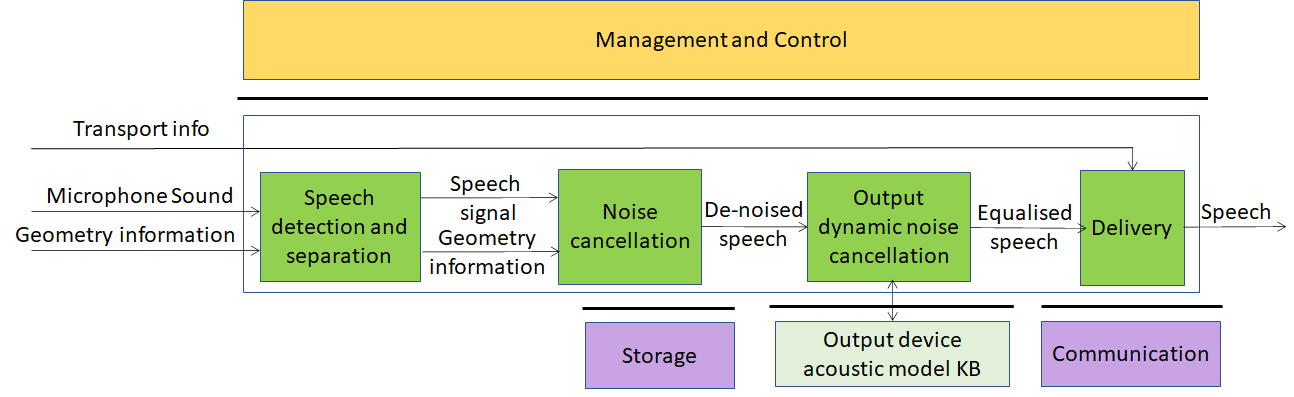 Management and Control
Transport info
Microphone Sound
Geometry information
Speech
detection and
separation
Speech
signal
Geometry
information
Noise
cancellation
De-noised
speech
Output
dynamic noise
cancellation
Equalised
speech
Delivery
Speech
Storage
Output device
acoustic model KB
Communication